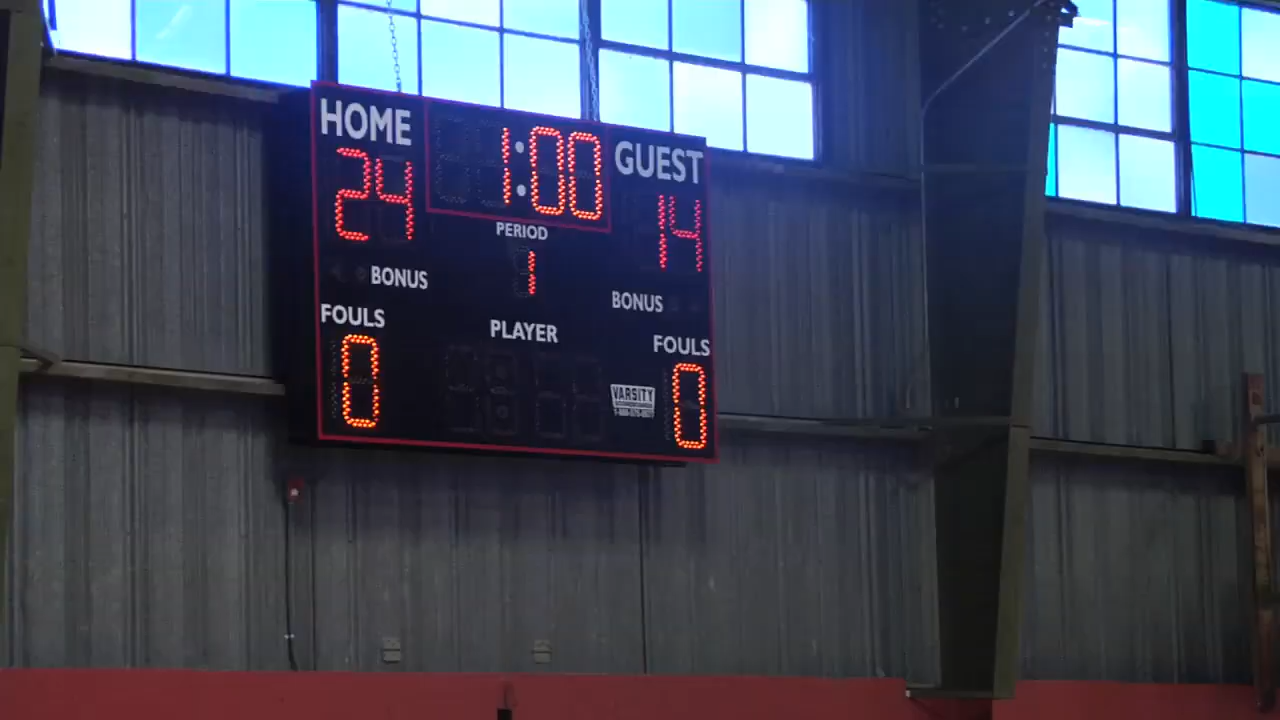 HOME
1:00
GUEST
24
14
PERIOD
1
BONUS
BONUS
FOULS
PLAYER
FOULS
0
VARSITY
0